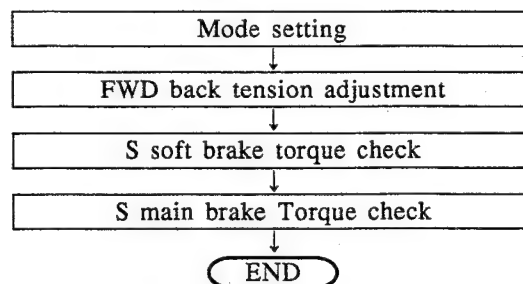 Mode setting
FWD back tension adjustment
S soft brake torque check
S main brake Torque check
END